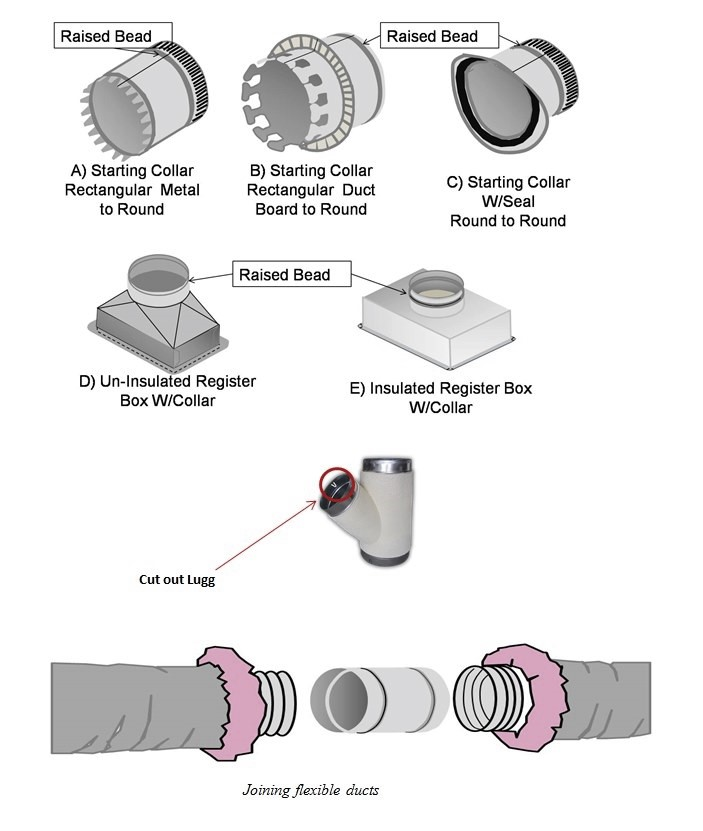 Raised Bead
Raised Bead
A) Starting Collar
Rectangular Metal
to Round
B) Starting Collar
Rectangular Duct
Board to Round
C) Starting Collar
W/Seal
Round to Round
Raised Bead
D) Un-Insulated Register
Box W/Collar
E) Insulated Register Box
W/Collar
Cut out Lugg
Joining flexible ducts